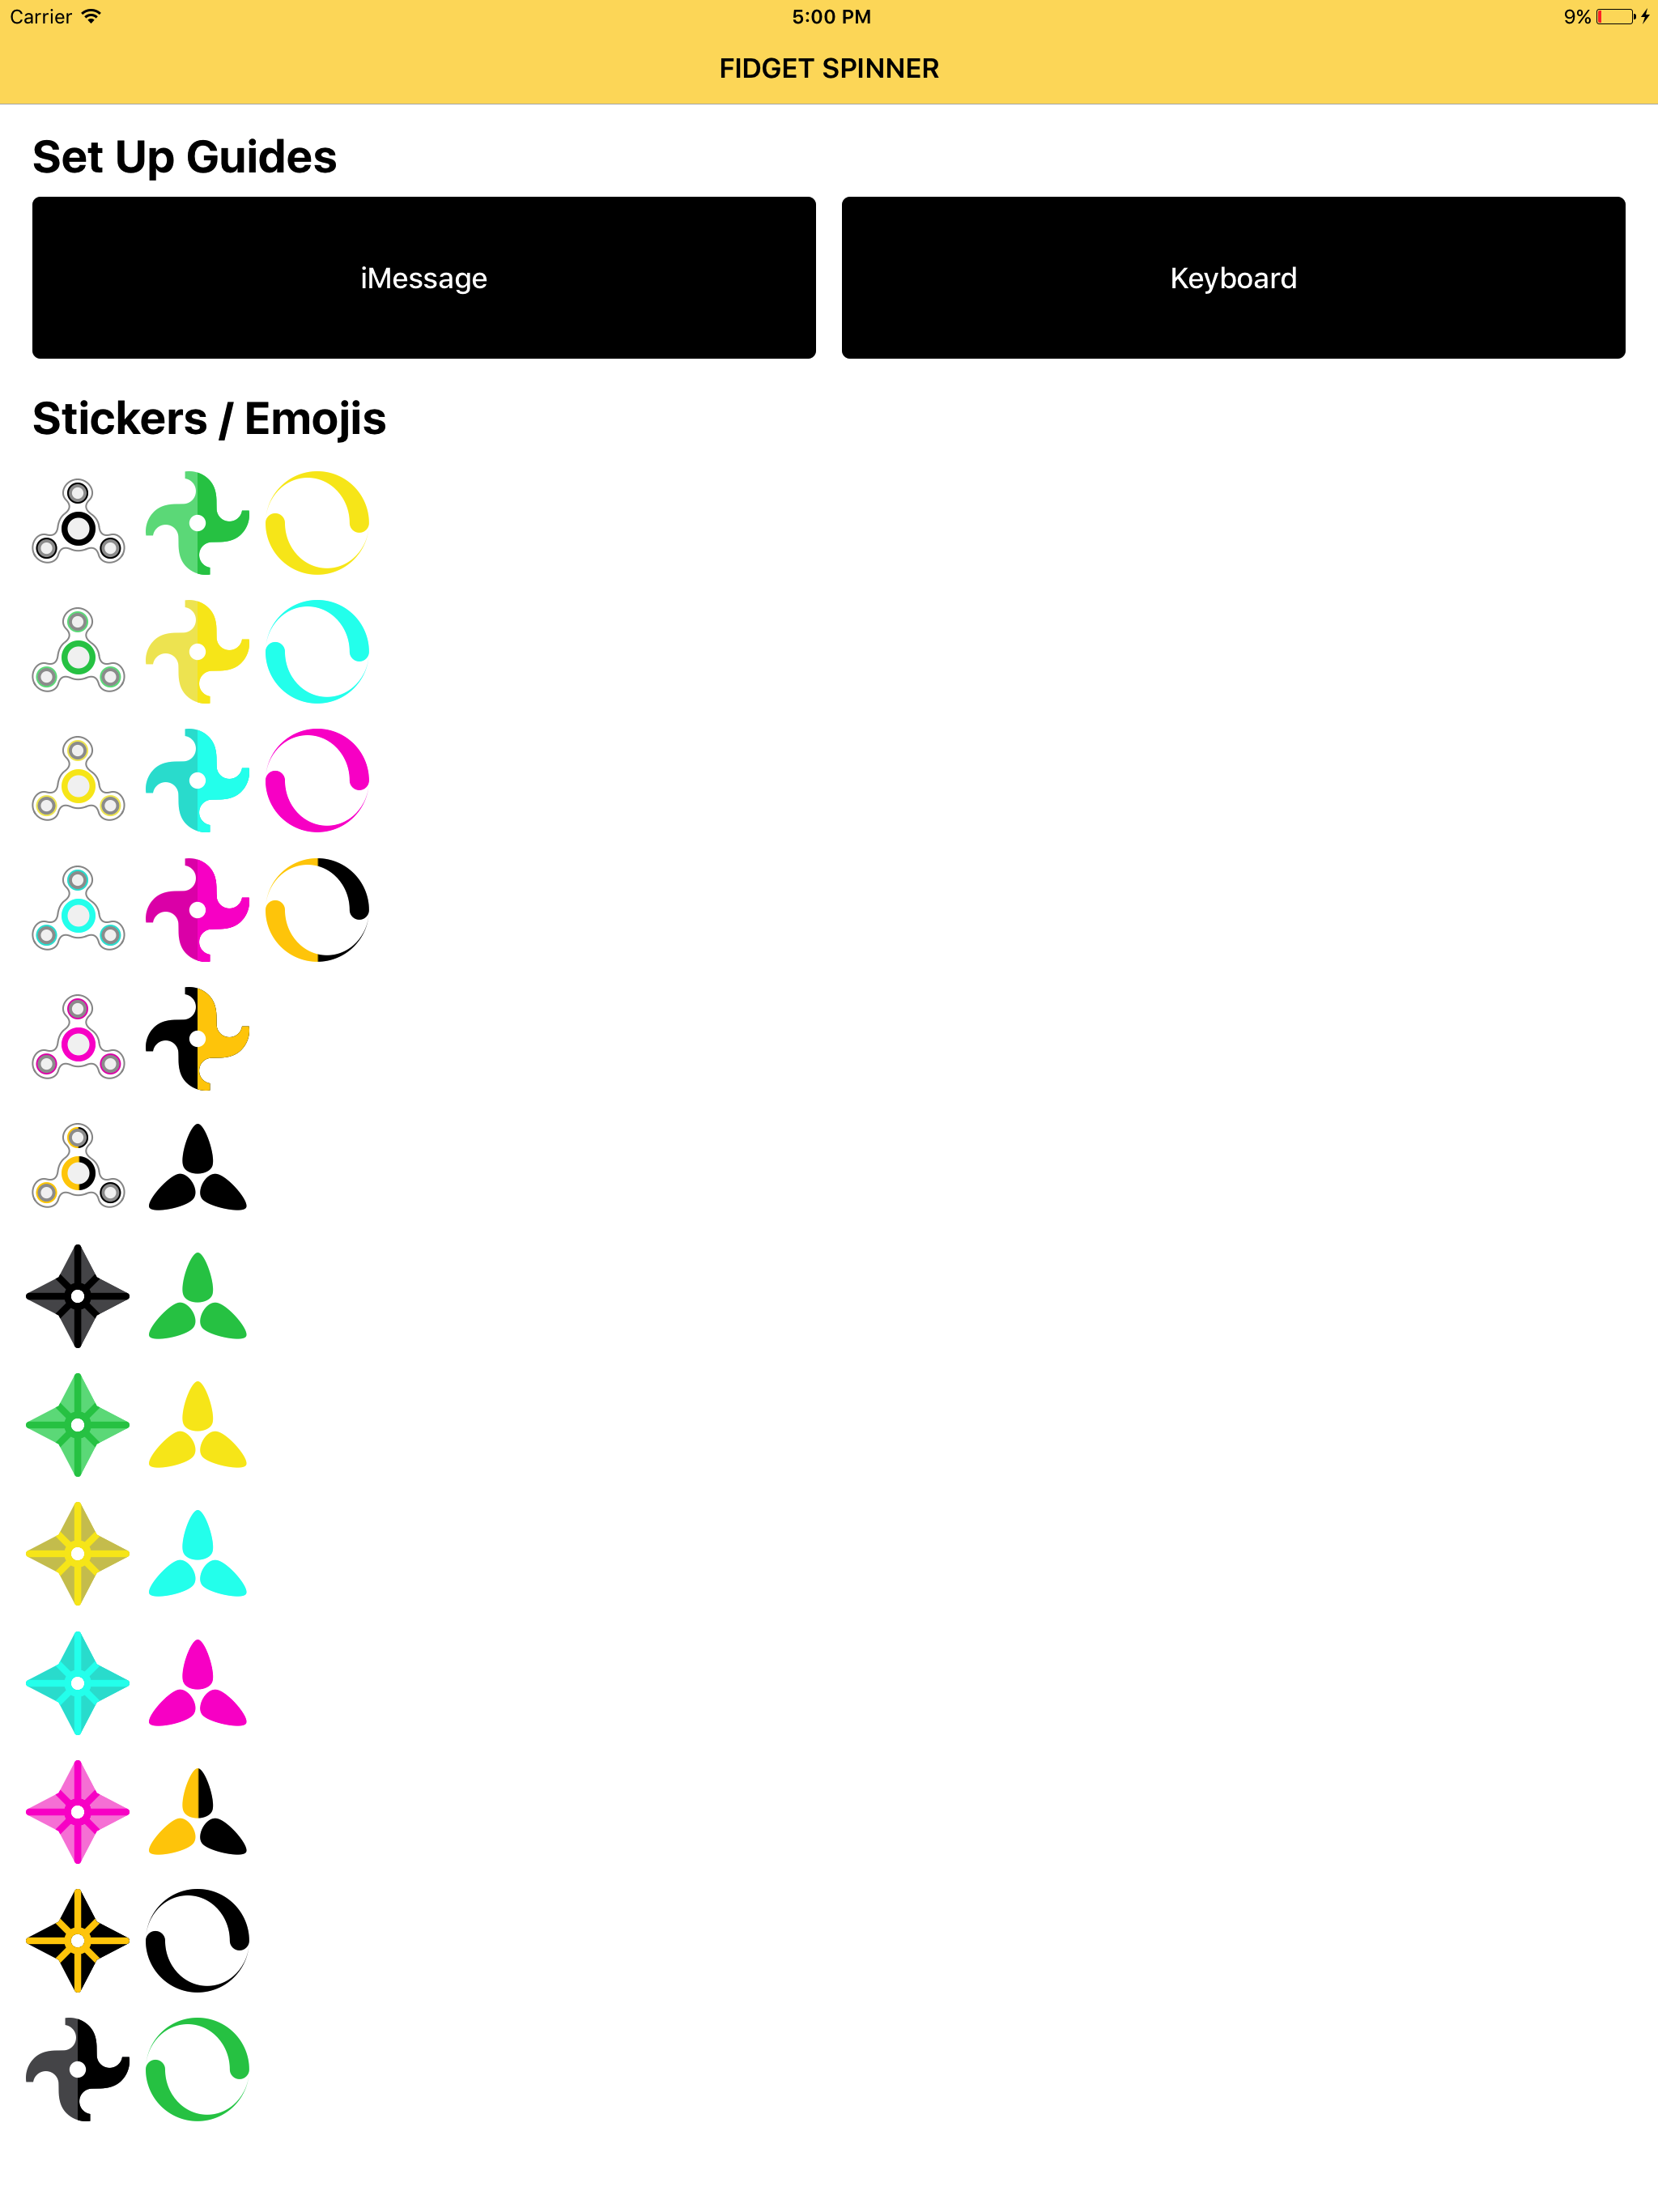 Carrier 5:00 PM 9%
FIDGET SPINNER
Set Up Guides
iMessage Keyboard
Stickers / Emojis